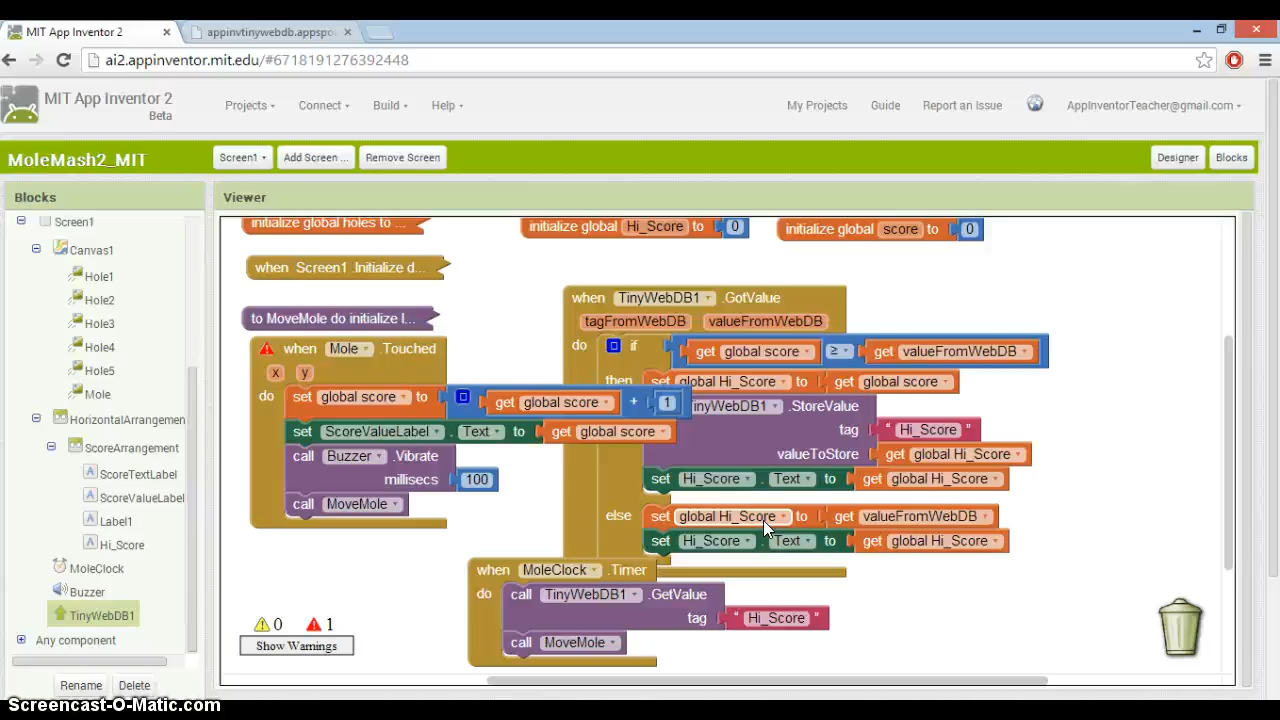 MIT App Inventor 2
appinvtinywebdb.appspo
ai2.appinventor.mit.edu/#6718191276392448
MIT App Inventor 2
Beta
Projects
Connect
Build
Help
My Projects
Guide
Report an Issue
AppInventorTeacher@gmail.com
MoleMash2_MIT
Screen1
Add Screen ...
Remove Screen
Designer
Blocks
Blocks
Viewer
Screen1
Canvas1
Hole1
Hole2
Hole3
Hole4
Hole5
Mole
HorizontalArrangem
ScoreArrangement
ScoreTextLabel
ScoreValueLabel
Label1
Hi_Score
MoleClock
Buzzer
TinyWebDB1
Any component
Rename
Delete
initialize global holes to ...
initialize global Hi_Score to 0
initialize global score to 0
when Screen1 .Initialize d...
to MoveMole do initialize l...
when Mole .Touched
x y
do set global score to get global score + 1
set ScoreValueLabel . Text to get global score
call Buzzer .Vibrate
millisecs 100
call MoveMole
when TinyWebDB1 .GotValue
tagFromWebDB valueFromWebDB
do if get global score ≥ get valueFromWebDB
then set global Hi_Score to get global score
inyWebDB1 .StoreValue
tag " Hi_Score "
valueToStore get global Hi_Score
set Hi_Score . Text to get global Hi_Score
else set global Hi_Score to get valueFromWebDB
set Hi_Score . Text to get global Hi_Score
when MoleClock .Timer
do call TinyWebDB1 .GetValue
tag " Hi_Score "
call MoveMole
0 1
Show Warnings
Screencast-O-Matic.com